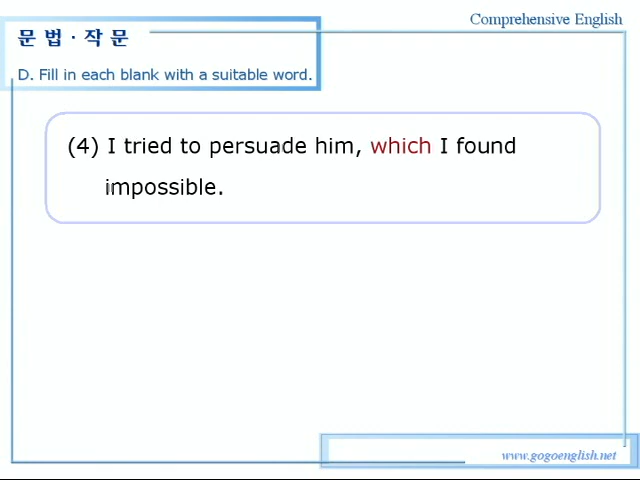 Comprehensive English
문 법 · 작 문
D. Fill in each blank with a suitable word.
(4) I tried to persuade him, which I found
impossible.
www.gogoenglish.net